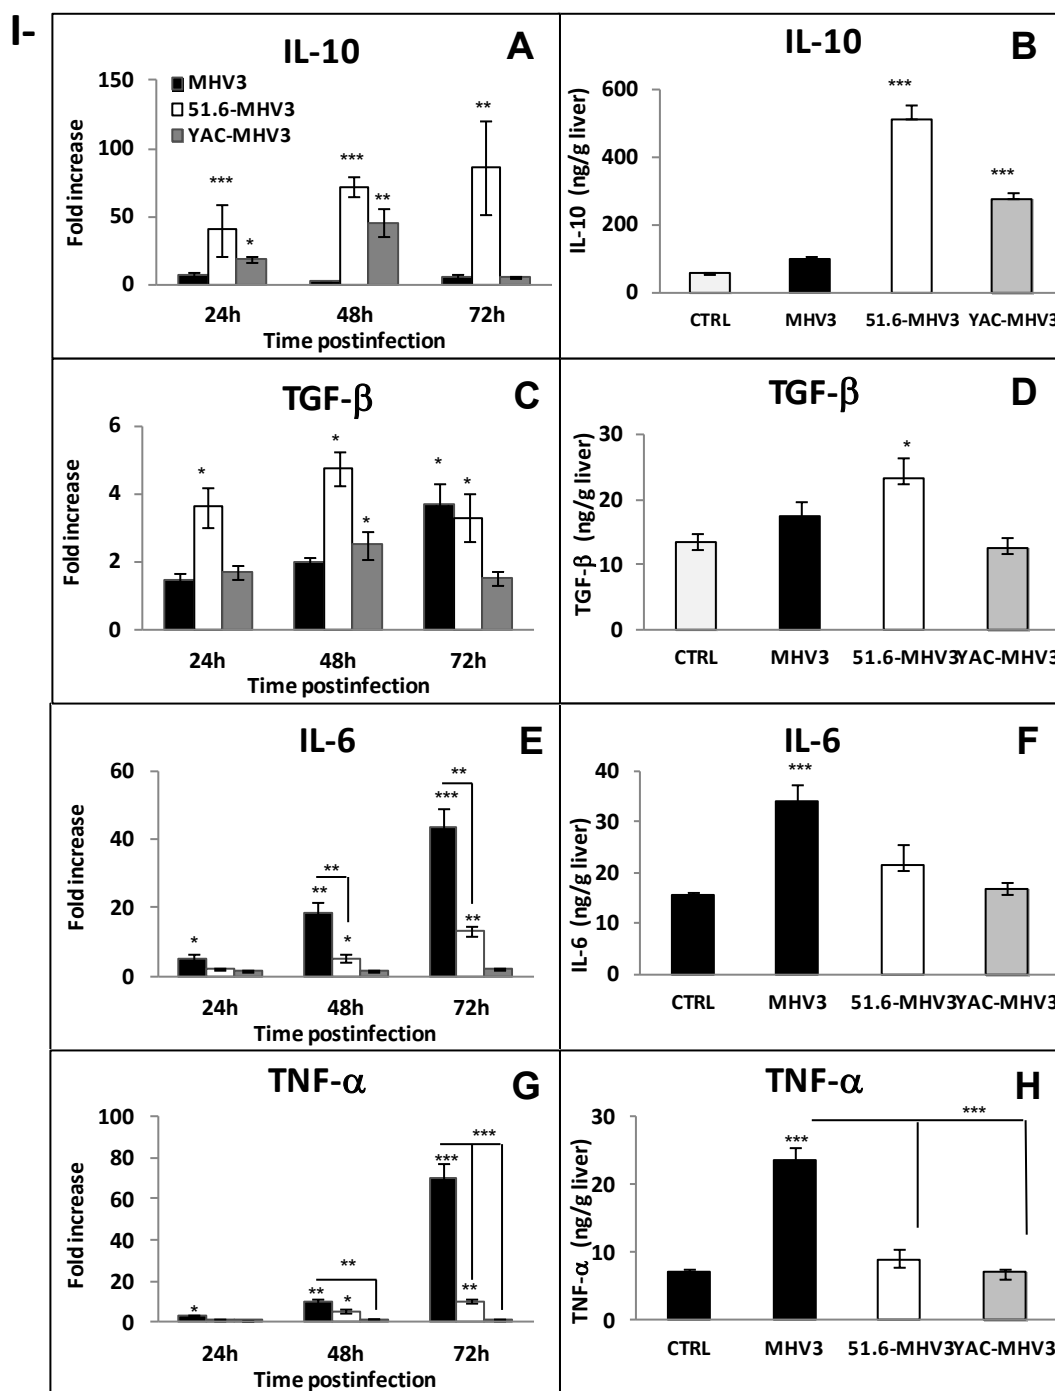 I-
IL-10 A
MHV3
51.6-MHV3
YAC-MHV3
Fold increase
150
100
50
0
*** * *** ** **
24h 48h 72h
Time postinfection
IL-10 B
IL-10 (ng/g liver)
600
400
200
0
*** ***
CTRL MHV3 51.6-MHV3 YAC-MHV3
TGF-β C
Fold increase
6
4
2
0
* * * * *
24h 48h 72h
Time postinfection
TGF-β D
TGF-β (ng/g liver)
30
20
10
0
*
CTRL MHV3 51.6-MHV3 YAC-MHV3
IL-6 E
Fold increase
60
40
20
0
* ** ** * ** *** **
24h 48h 72h
Time postinfection
IL-6 F
IL-6 (ng/g liver)
40
30
20
10
0
***
CTRL MHV3 51.6-MHV3 YAC-MHV3
TNF-α G
Fold increase
100
80
60
40
20
0
* ** ** * *** *** **
24h 48h 72h
Time postinfection
TNF-α H
TNF-α (ng/g liver)
30
20
10
0
*** ***
CTRL MHV3 51.6-MHV3 YAC-MHV3